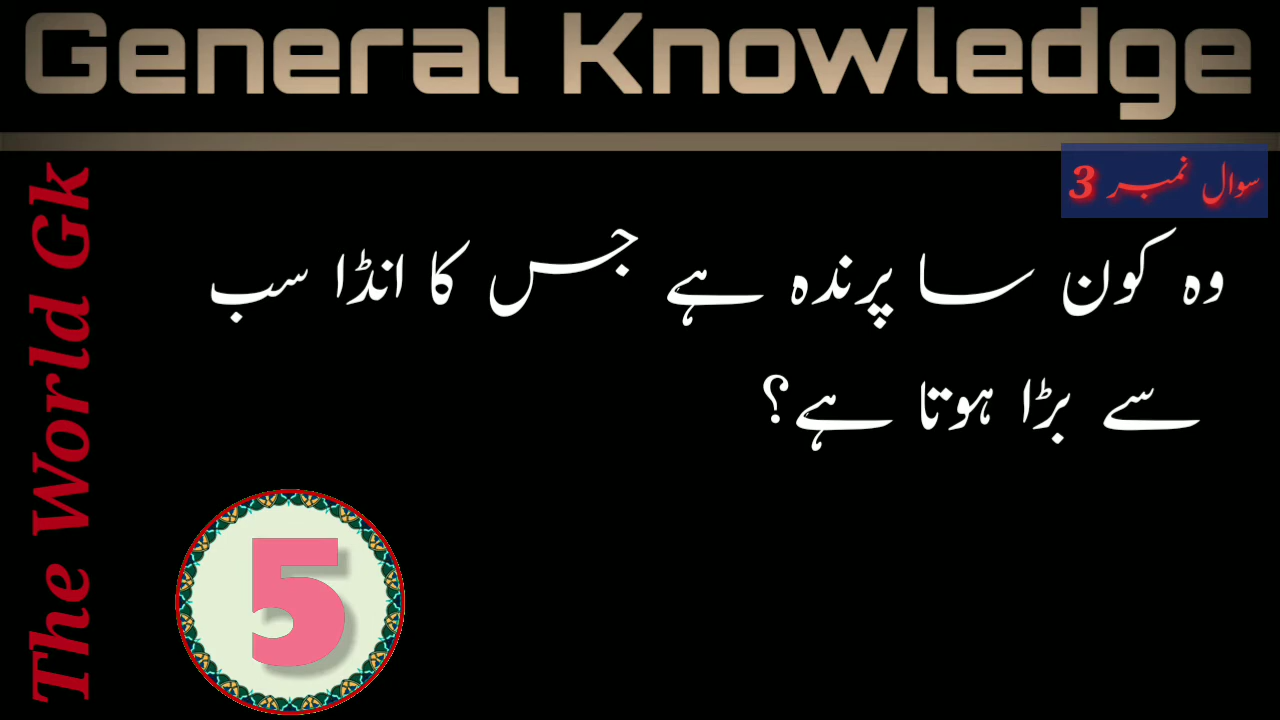 General Knowledge
سوال نمبر 3
وہ کون سا پرندہ ہے جس کا انڈا سب
سے بڑا ہوتا ہے؟
The World Gk
5